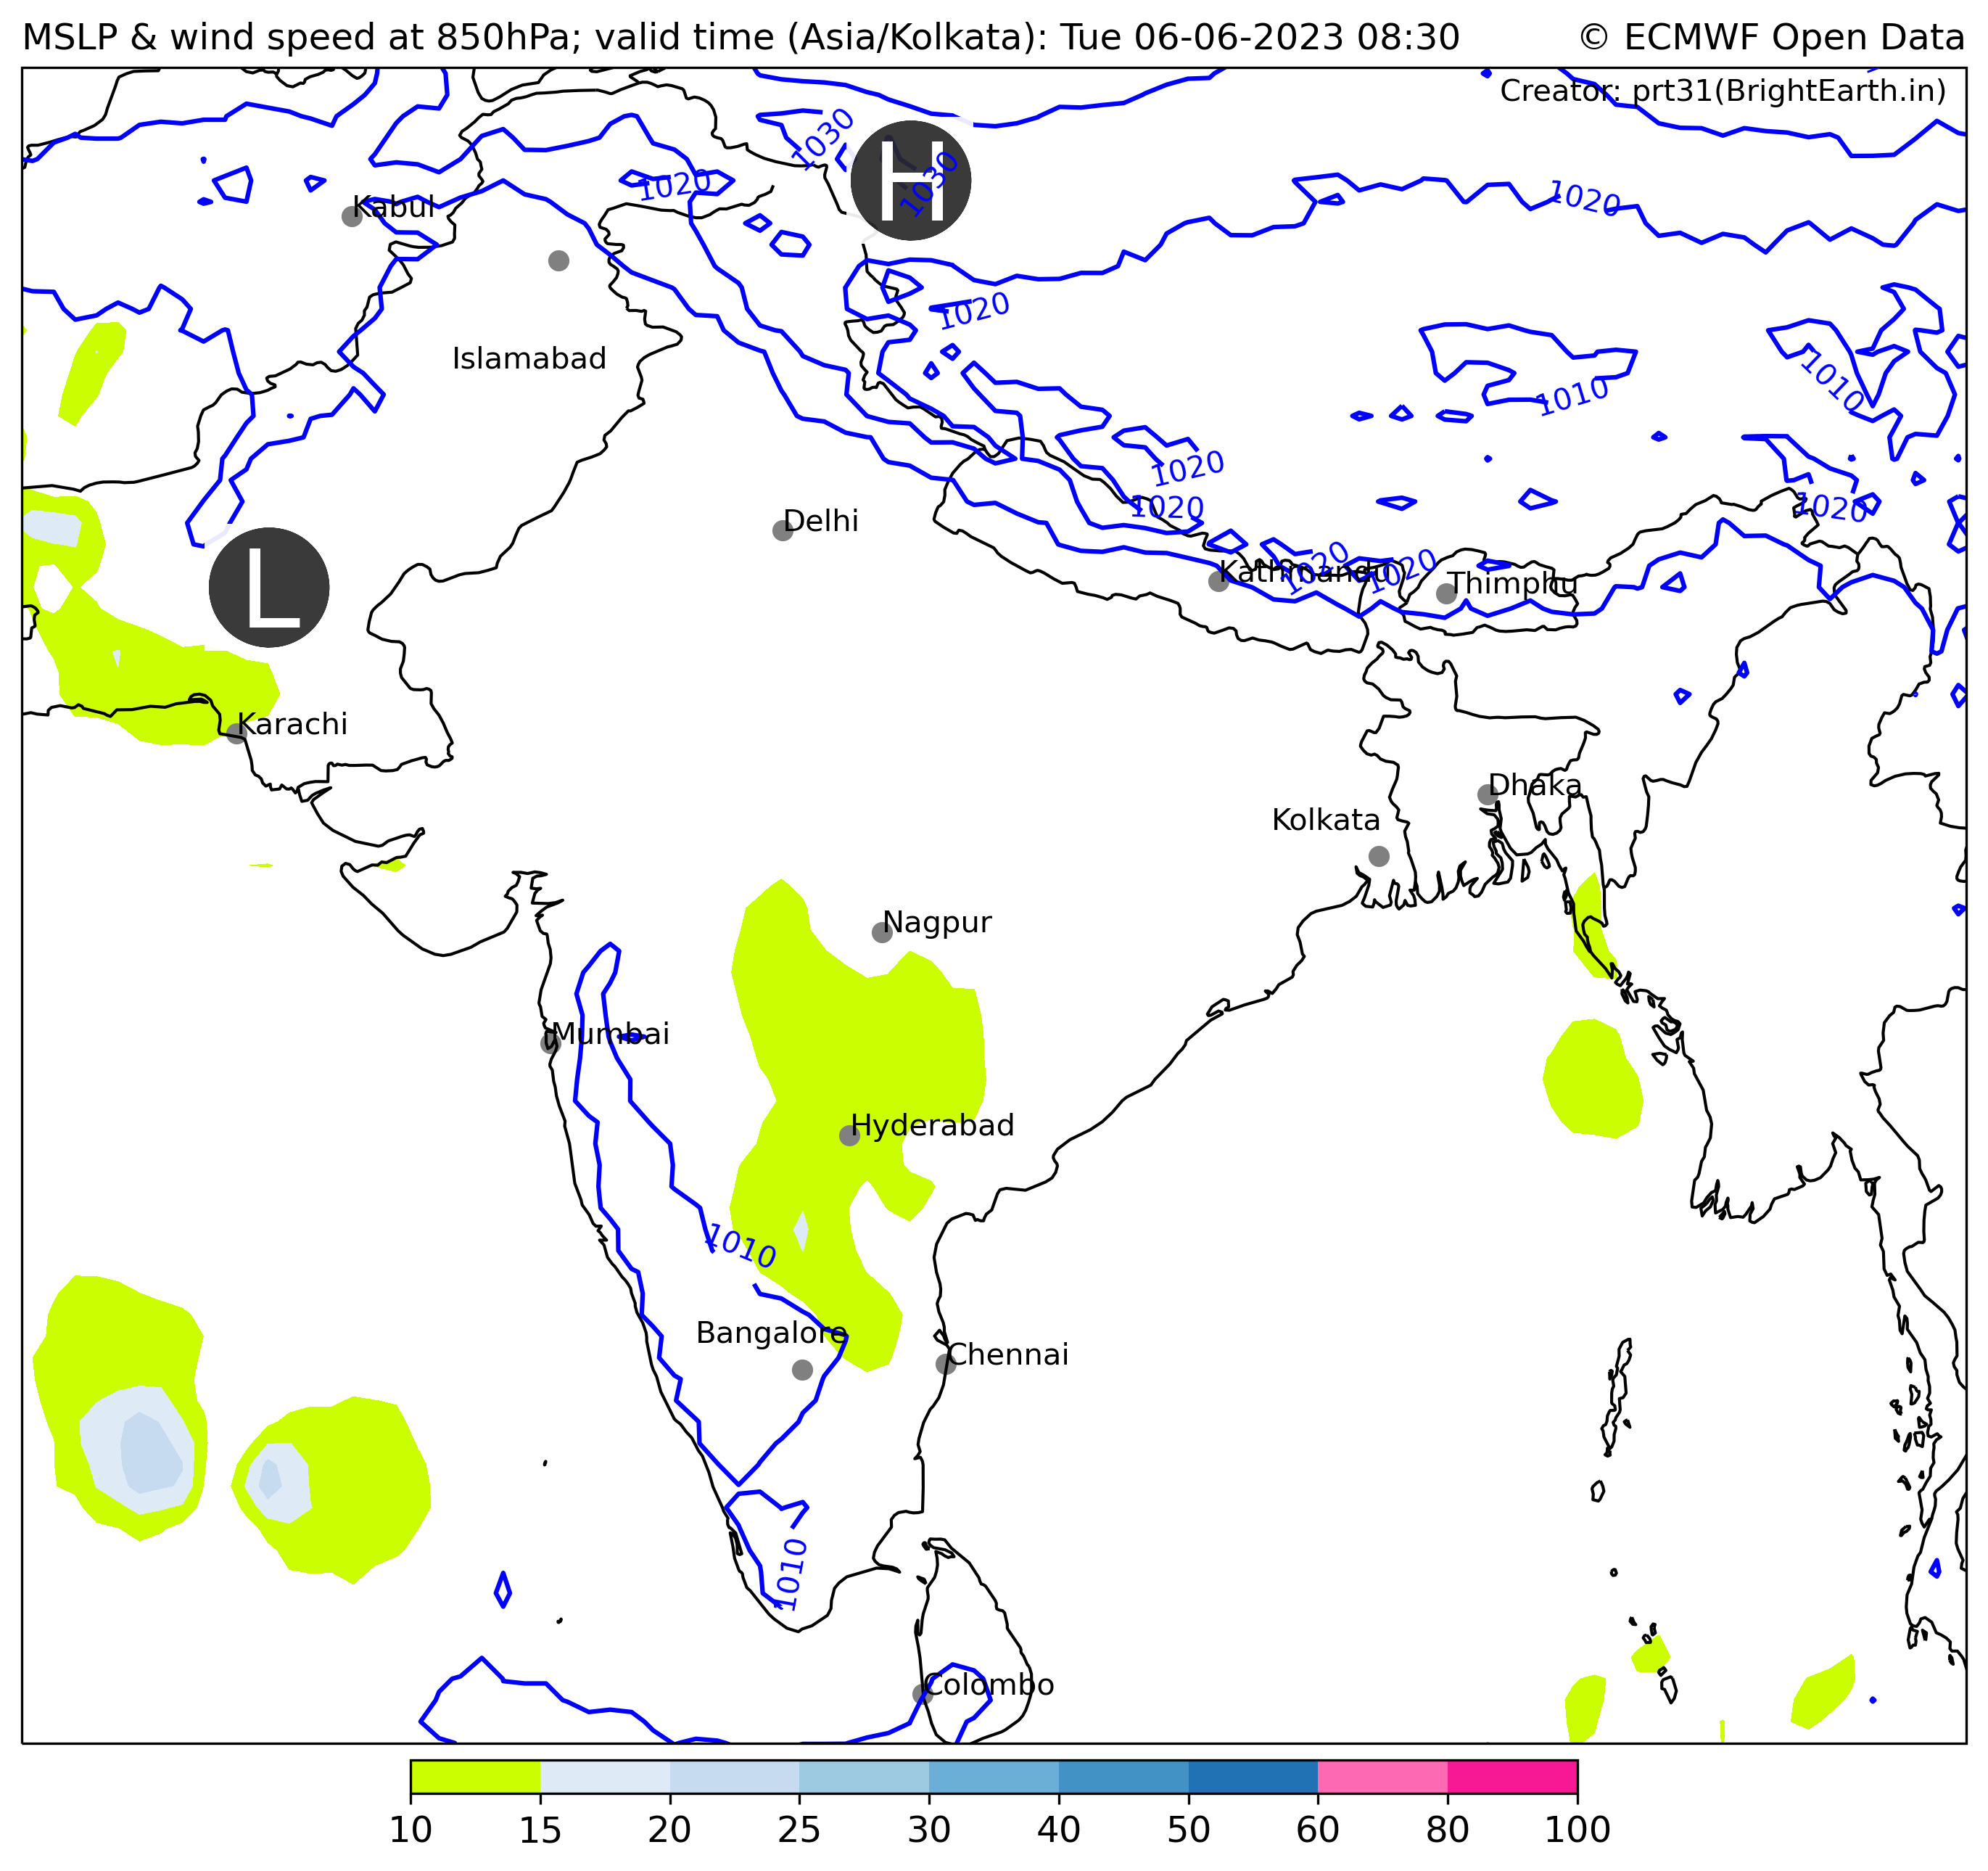 MSLP & wind speed at 850hPa; valid time (Asia/Kolkata): Tue 06-06-2023 08:30 © ECMWF Open Data
Creator: prt31(BrightEarth.in)
1030
H
1030
1020
1020
Kabul
1020
Islamabad
1010
1010
1020
1020
1020
Delhi
L
1020
1020
Kathmandu
Thimphu
Karachi
Dhaka
Kolkata
Nagpur
Mumbai
Hyderabad
1010
Bangalore
Chennai
1010
Colombo
10 15 20 25 30 40 50 60 80 100